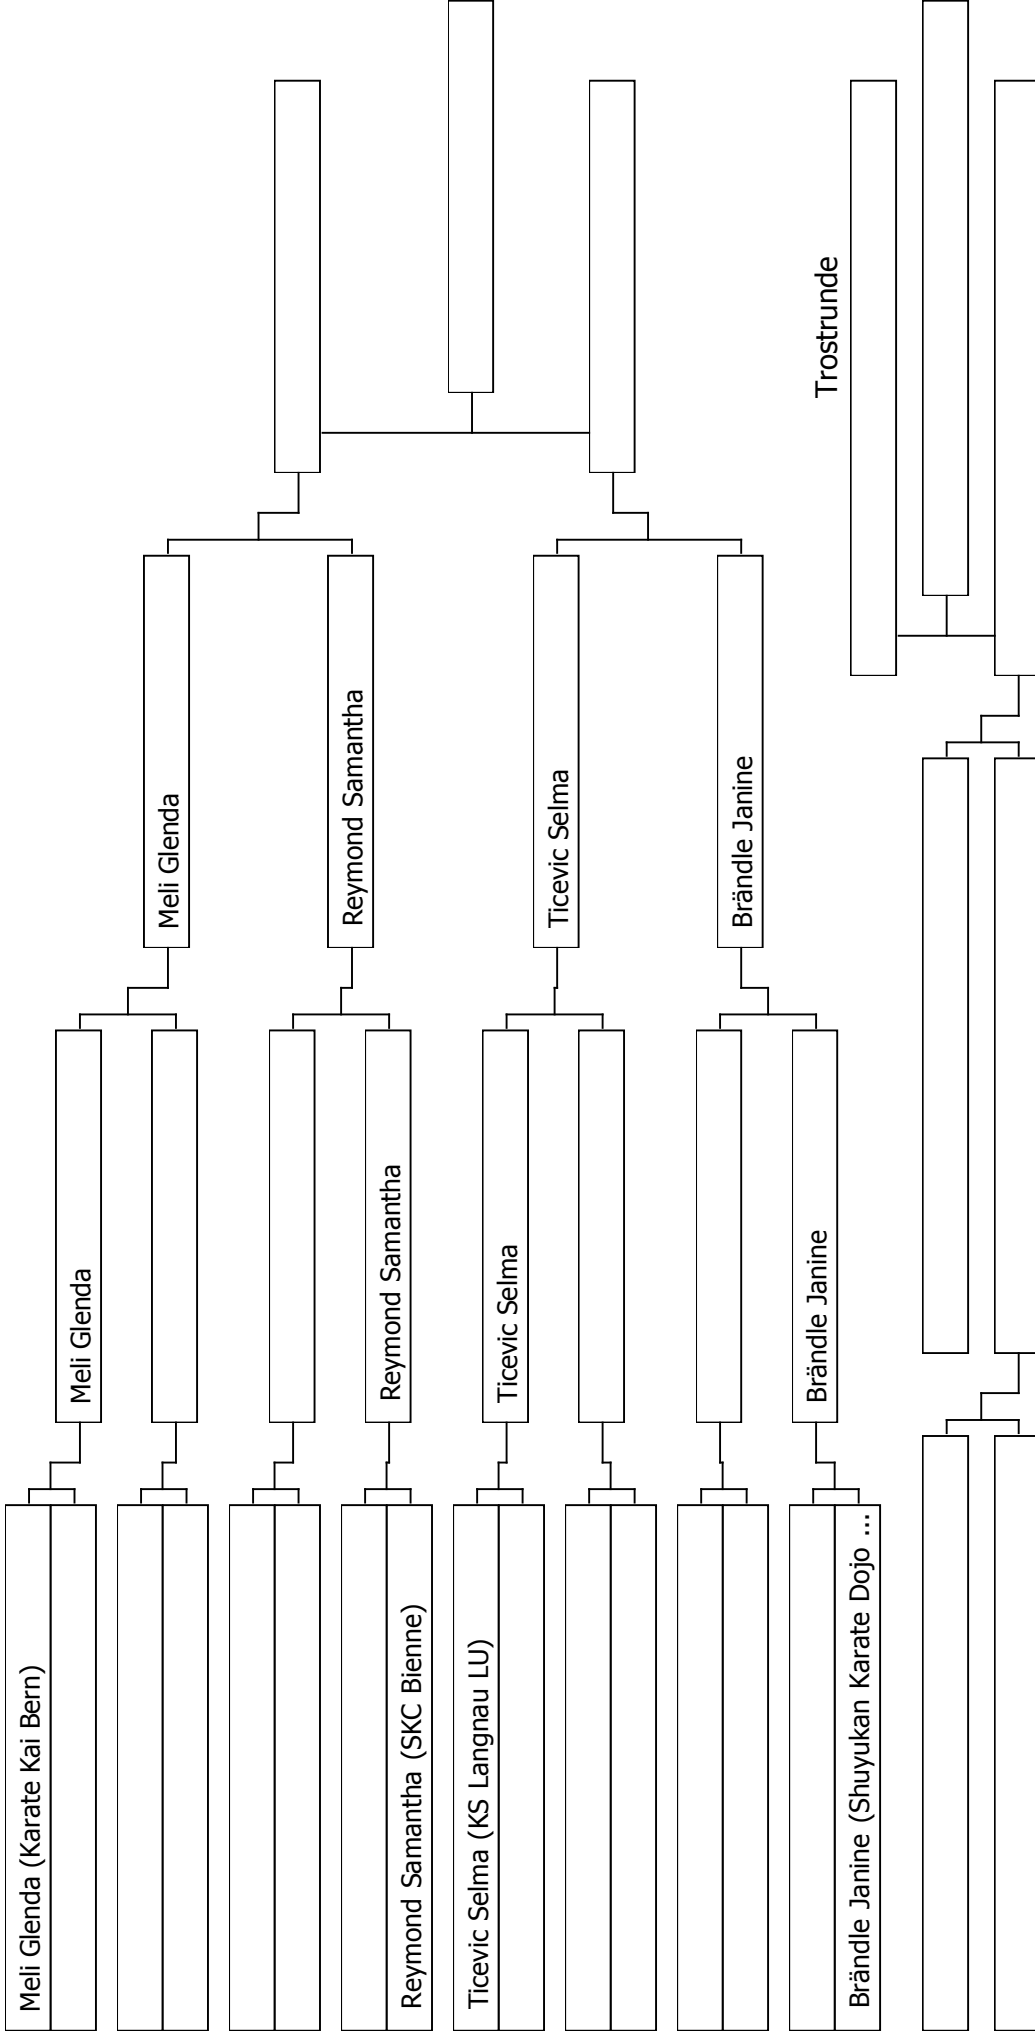 Meli Glenda (Karate Kai Bern)
Reymond Samantha (SKC Bienne)
Ticevic Selma (KS Langnau LU)
Brändle Janine (Shuyukan Karate Dojo ...
Meli Glenda
Reymond Samantha
Ticevic Selma
Brändle Janine
Meli Glenda
Reymond Samantha
Ticevic Selma
Brändle Janine
Trostrunde